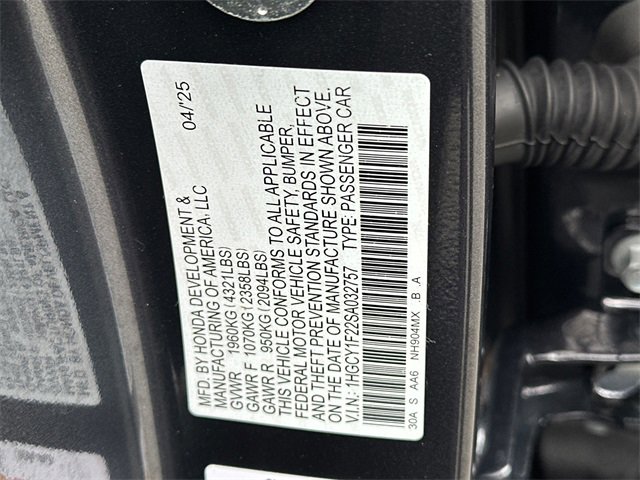 MFD. BY HONDA DEVELOPMENT & 04/'25
MANUFACTURING OF AMERICA, LLC
GVWR 1960KG(4321LBS)
GAWR F 1070KG(2358LBS)
GAWR R 950KG(2094LBS)
THIS VEHICLE CONFORMS TO ALL APPLICABLE
FEDERAL MOTOR VEHICLE SAFETY, BUMPER,
AND THEFT PREVENTION STANDARDS IN EFFECT
ON THE DATE OF MANUFACTURE SHOWN ABOVE.
V.I.N.: 1HGCY1F22SA032757 TYPE: PASSENGER CAR
30A S AA6 NH904MX B A